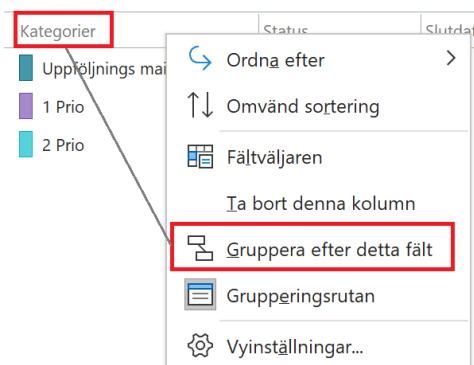 Kategorier Status Slutdat
Uppföljnings mai
1 Prio
2 Prio
Ordna efter
Omvänd sortering
Fältväljaren
Ta bort denna kolumn
Gruppera efter detta fält
Grupperingsrutan
Vyinställningar...